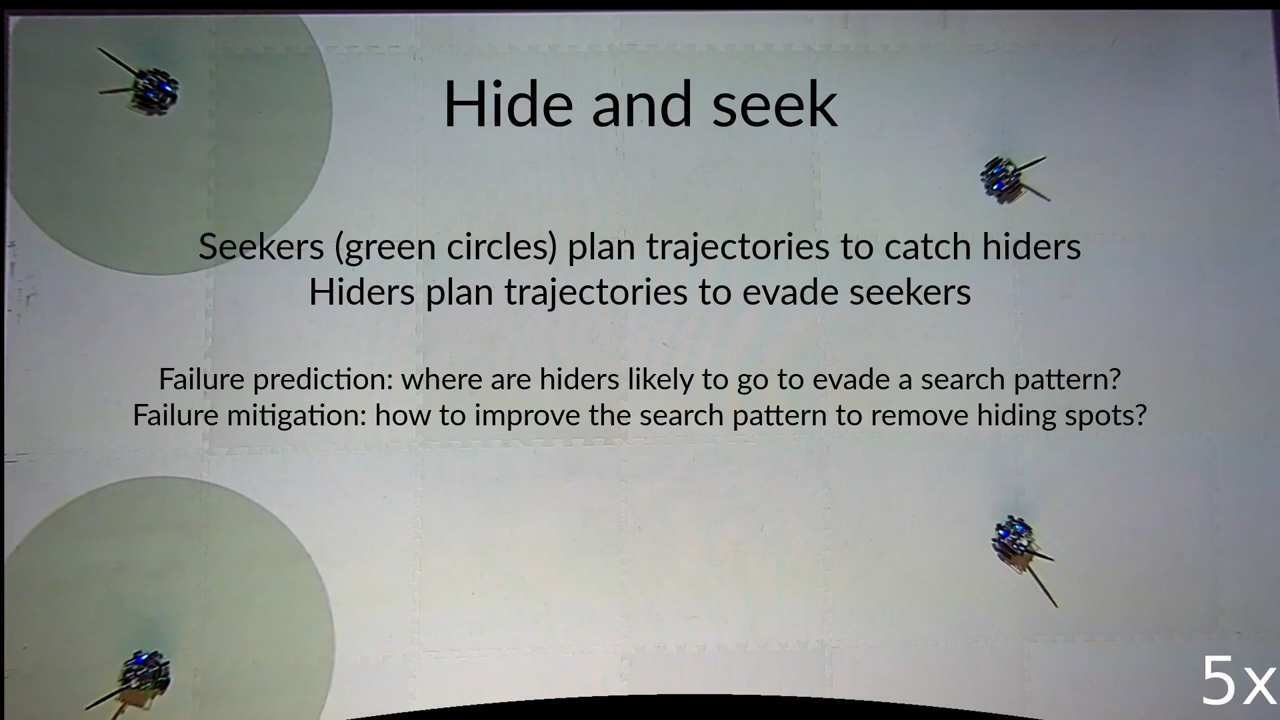 Hide and seek
Seekers (green circles) plan trajectories to catch hiders
Hiders plan trajectories to evade seekers
Failure prediction: where are hiders likely to go to evade a search pattern?
Failure mitigation: how to improve the search pattern to remove hiding spots?
5x